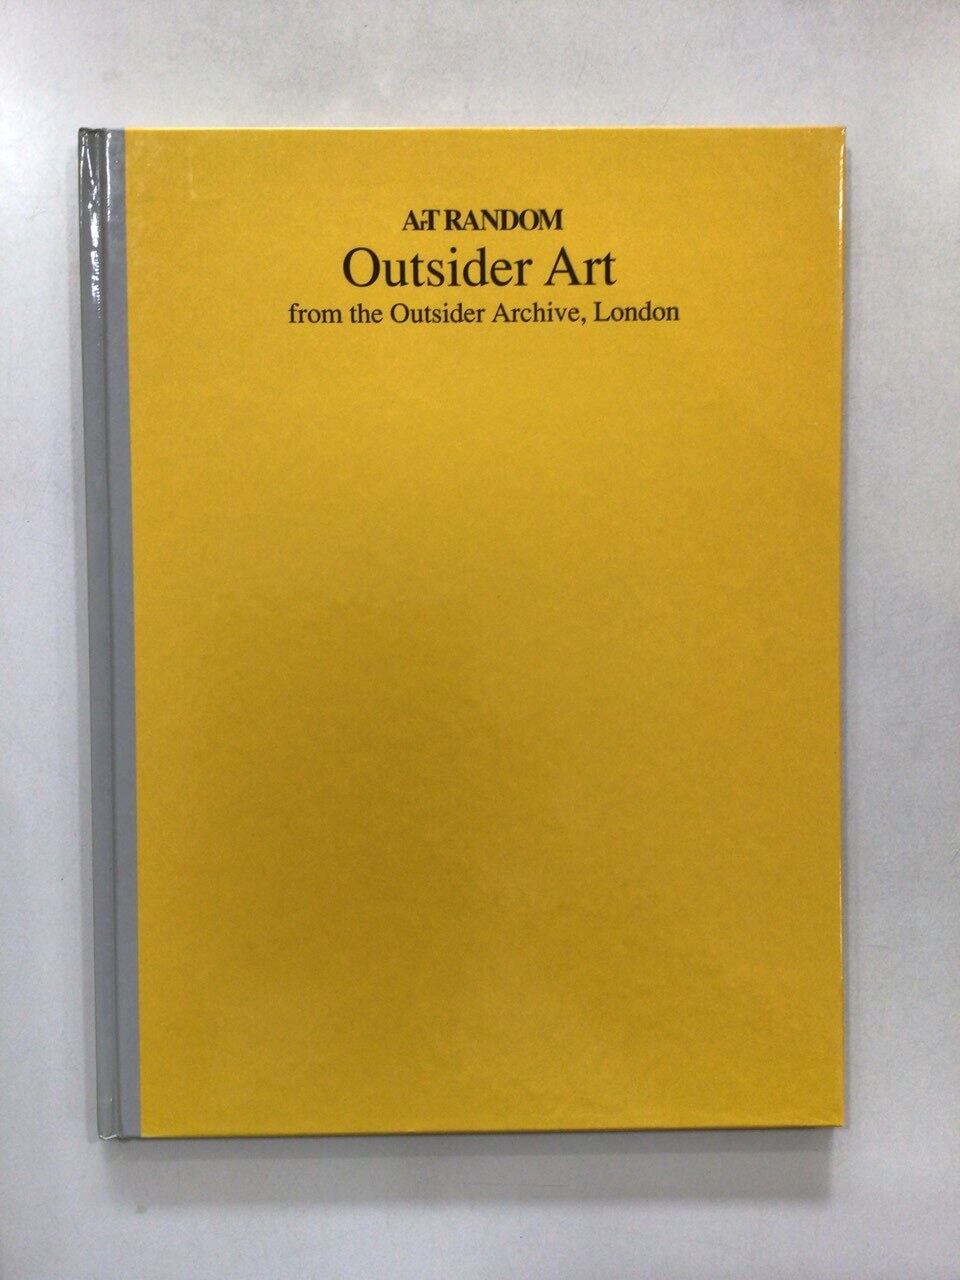 ArT RANDOM
Outsider Art
from the Outsider Archive, London